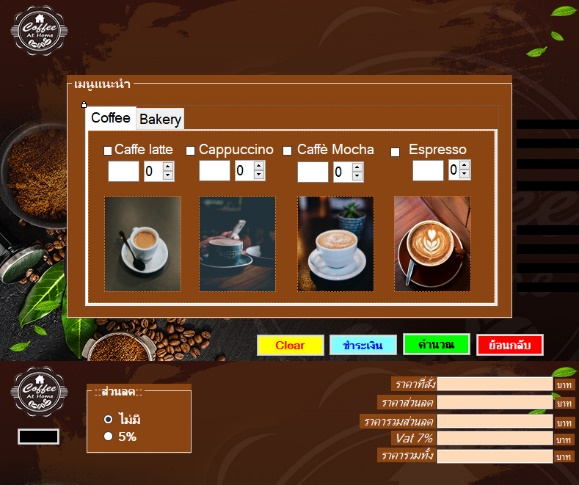 Coffee
At Home
เมนูแนะนำ
Coffee Bakery
Caffe latte Cappuccino Caffè Mocha Espresso
0 0 0 0
Clear ชำระเงิน คำนวณ ย้อนกลับ
Coffee
At Home
::ส่วนลด::
ไม่มี
5%
ราคาที่สั่ง บาท
ราคาส่วนลด บาท
ราคารวมส่วนลด บาท
Vat 7% บาท
ราคารวมทั้ง บาท